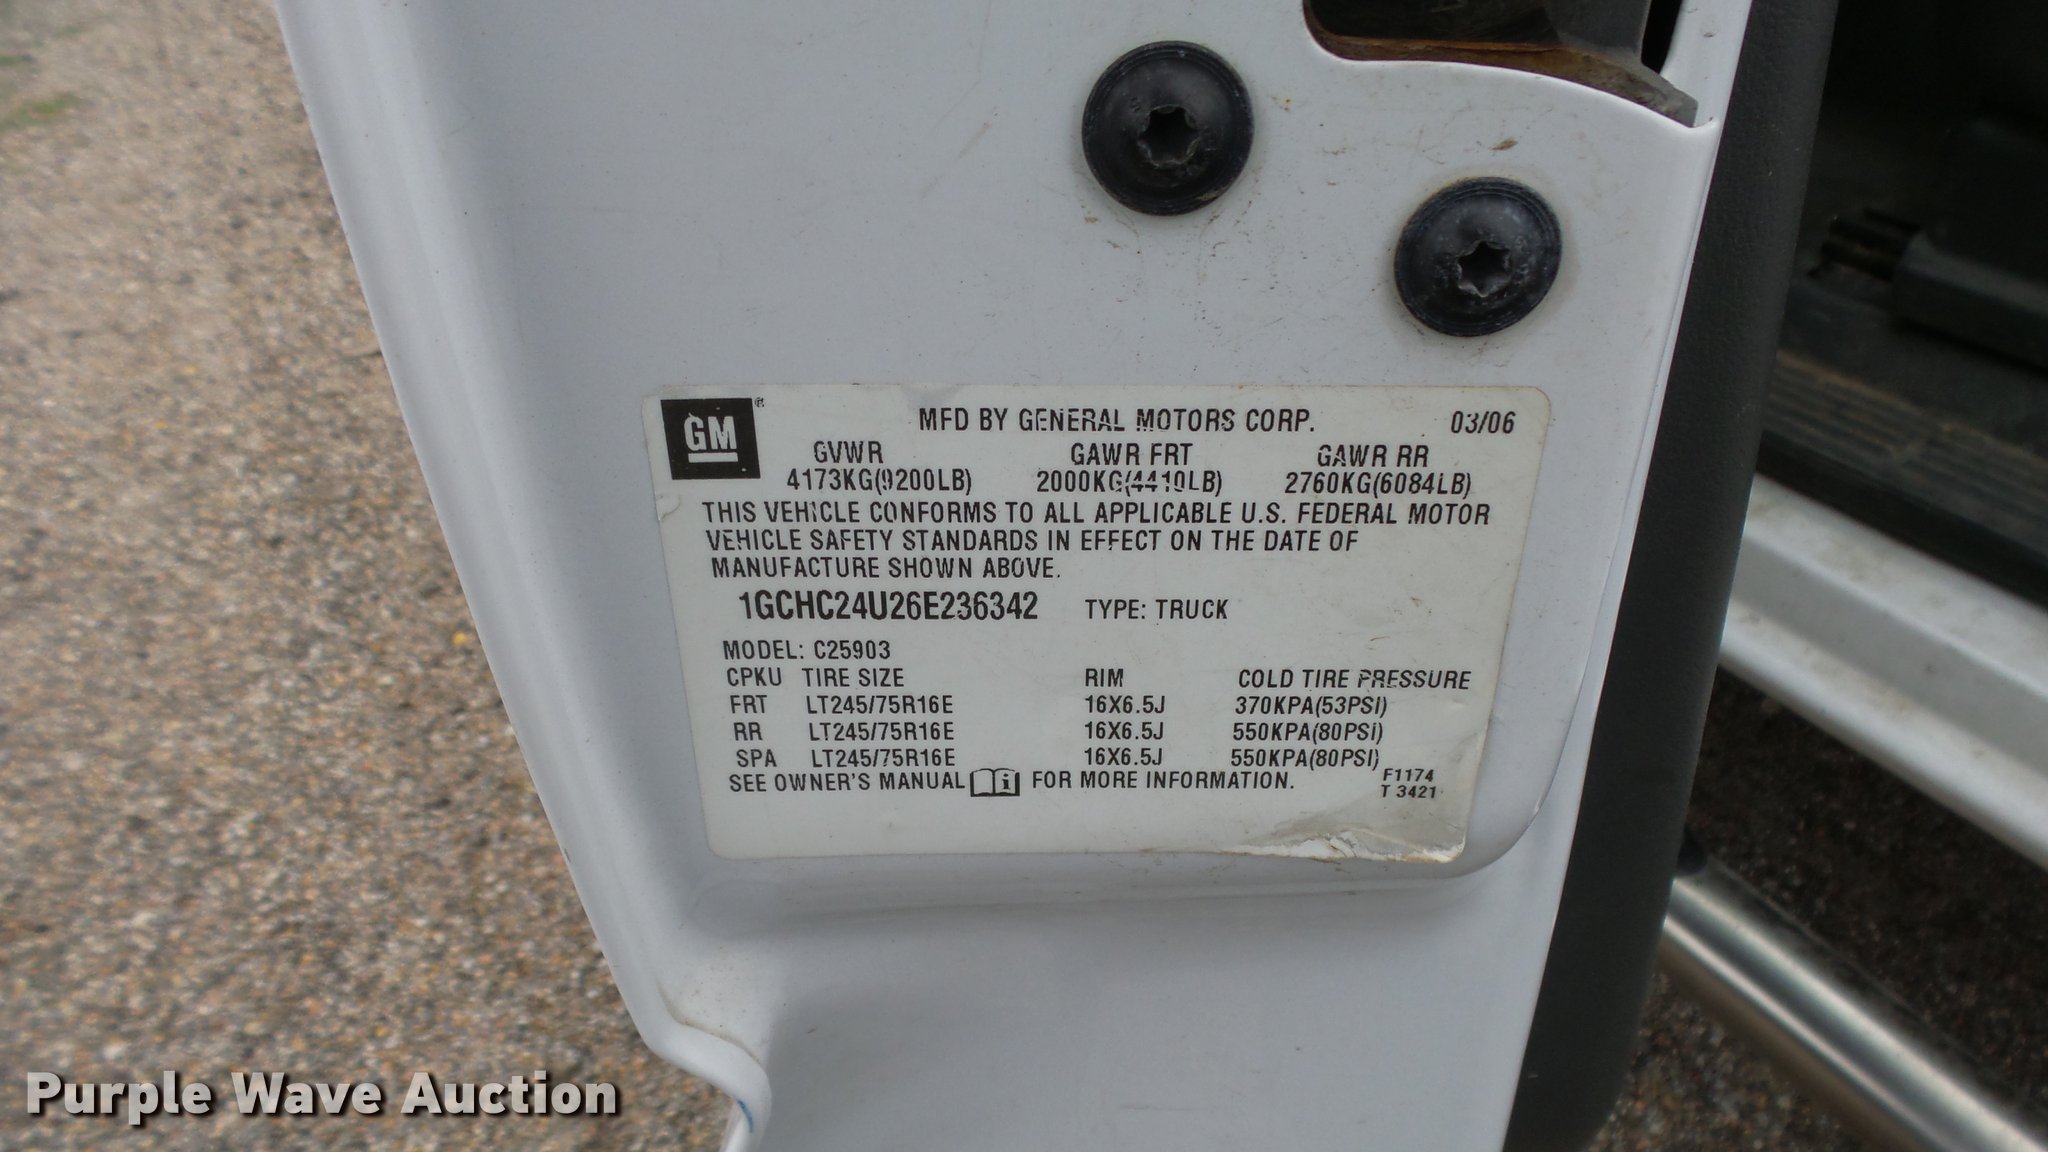 GM
MFD BY GENERAL MOTORS CORP. 03/06
GVWR GAWR FRT GAWR RR
4173KG(9200LB) 2000KG(4410LB) 2760KG(6084LB)
THIS VEHICLE CONFORMS TO ALL APPLICABLE U.S. FEDERAL MOTOR
VEHICLE SAFETY STANDARDS IN EFFECT ON THE DATE OF
MANUFACTURE SHOWN ABOVE.
1GCHC24U26E236342 TYPE: TRUCK
MODEL: C25903
CPKU TIRE SIZE RIM COLD TIRE PRESSURE
FRT LT245/75R16E 16X6.5J 370KPA(53PSI)
RR LT245/75R16E 16X6.5J 550KPA(80PSI)
SPA LT245/75R16E 16X6.5J 550KPA(80PSI)
SEE OWNER'S MANUAL i FOR MORE INFORMATION. F1174
T 3421
Purple Wave Auction